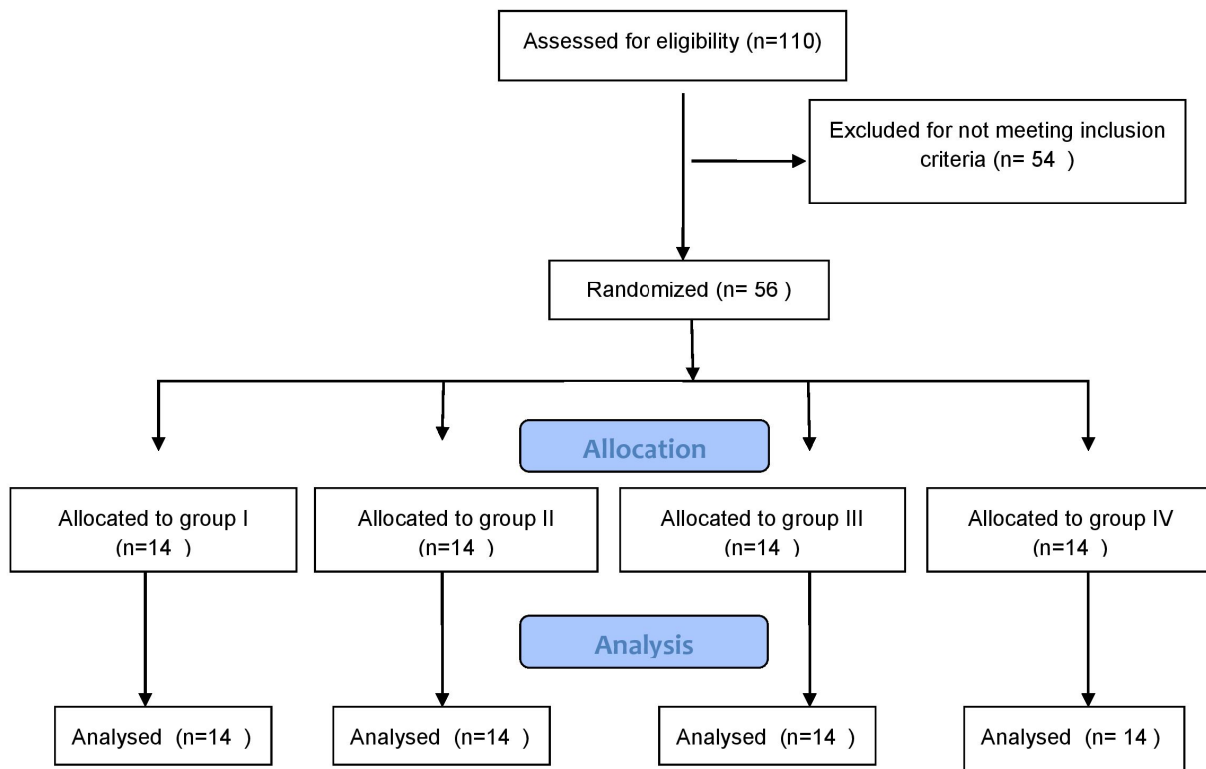 Assessed for eligibility (n=110)
Excluded for not meeting inclusion
criteria (n= 54 )
Randomized (n= 56 )
Allocation
Allocated to group I
(n=14 )
Allocated to group II
(n=14 )
Allocated to group III
(n=14 )
Allocated to group IV
(n=14 )
Analysis
Analysed (n=14 )
Analysed (n=14 )
Analysed (n=14 )
Analysed (n= 14 )